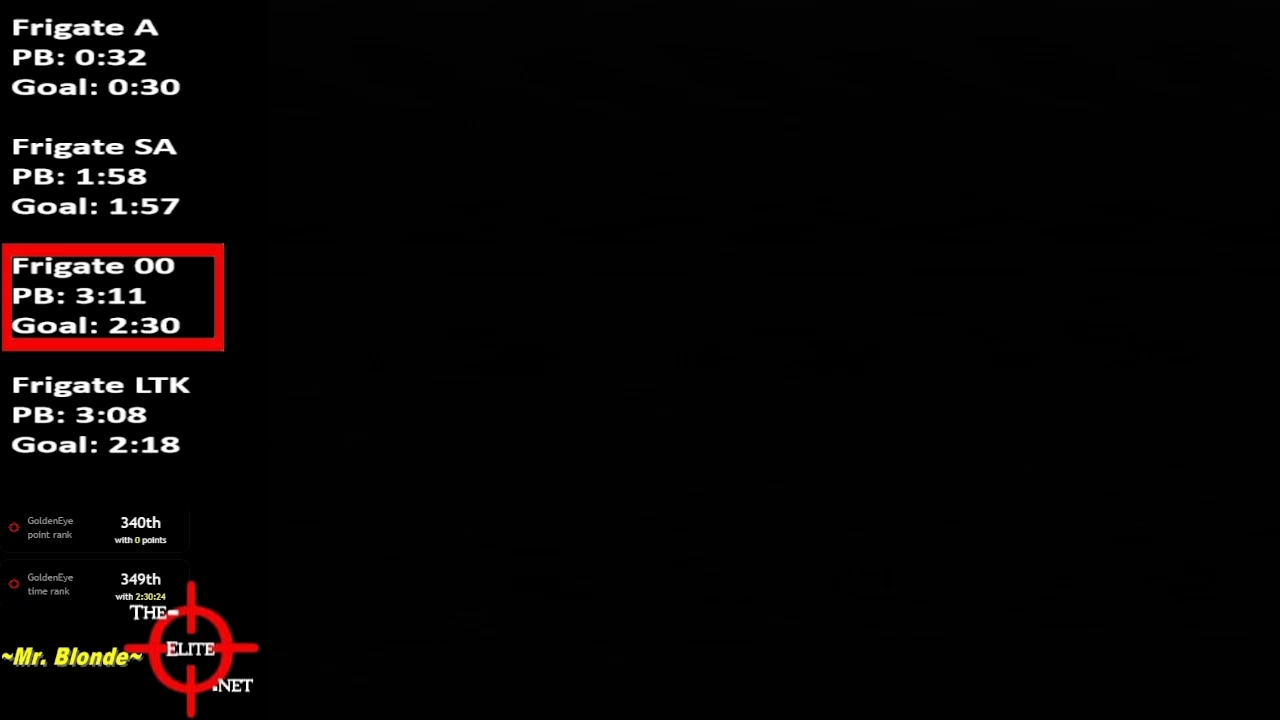 Frigate A
PB: 0:32
Goal: 0:30
Frigate SA
PB: 1:58
Goal: 1:57
Frigate 00
PB: 3:11
Goal: 2:30
Frigate LTK
PB: 3:08
Goal: 2:18
GoldenEye
point rank
340th
with 0 points
GoldenEye
time rank
349th
with 2:30:24
THE-
ELITE
.NET
~Mr. Blonde~